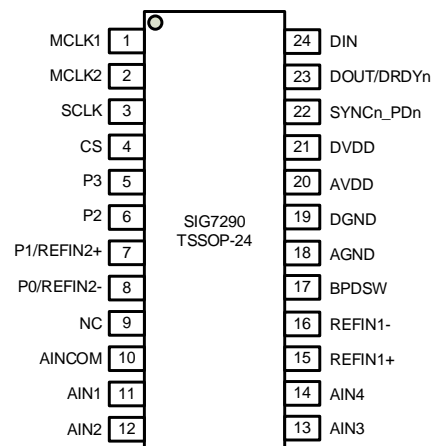 MCLK1 1
MCLK2 2
SCLK 3
CS 4
P3 5
P2 6
P1/REFIN2+ 7
P0/REFIN2- 8
NC 9
AINCOM 10
AIN1 11
AIN2 12
SIG7290
TSSOP-24
24 DIN
23 DOUT/DRDYn
22 SYNCn_PDn
21 DVDD
20 AVDD
19 DGND
18 AGND
17 BPDSW
16 REFIN1-
15 REFIN1+
14 AIN4
13 AIN3